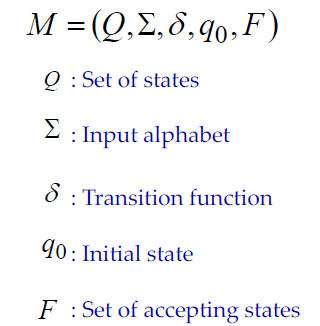 M = (Q, Σ, δ, q₀, F)
Q : Set of states
Σ : Input alphabet
δ : Transition function
q₀ : Initial state
F : Set of accepting states